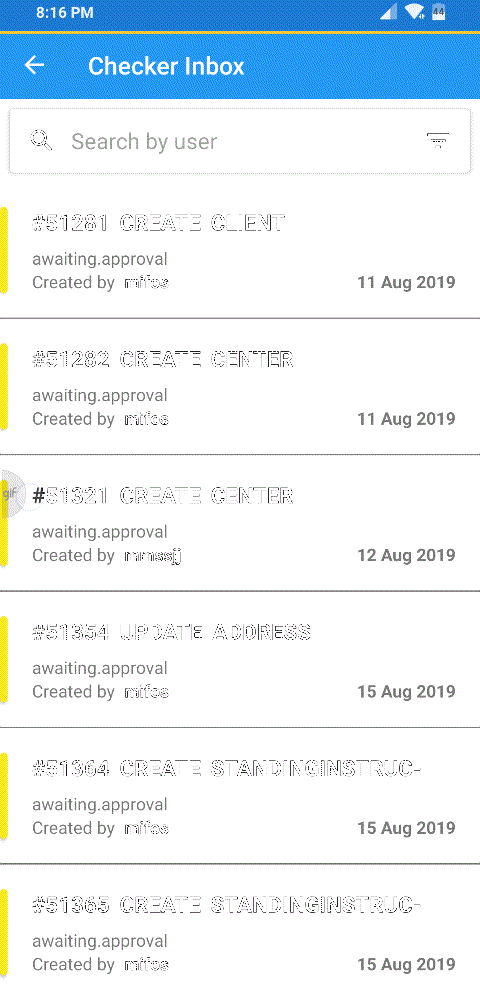 8:16 PM 44
Checker Inbox
Search by user
#51281 CREATE CLIENT
awaiting.approval
Created by mifos 11 Aug 2019
#51282 CREATE CENTER
awaiting.approval
Created by mifos 11 Aug 2019
gif
#51321 CREATE CENTER
awaiting.approval
Created by mmssjj 12 Aug 2019
#51354 UPDATE ADDRESS
awaiting.approval
Created by mifos 15 Aug 2019
#51364 CREATE STANDINGINSTRUC-
awaiting.approval
Created by mifos 15 Aug 2019
#51365 CREATE STANDINGINSTRUC-
awaiting.approval
Created by mifos 15 Aug 2019